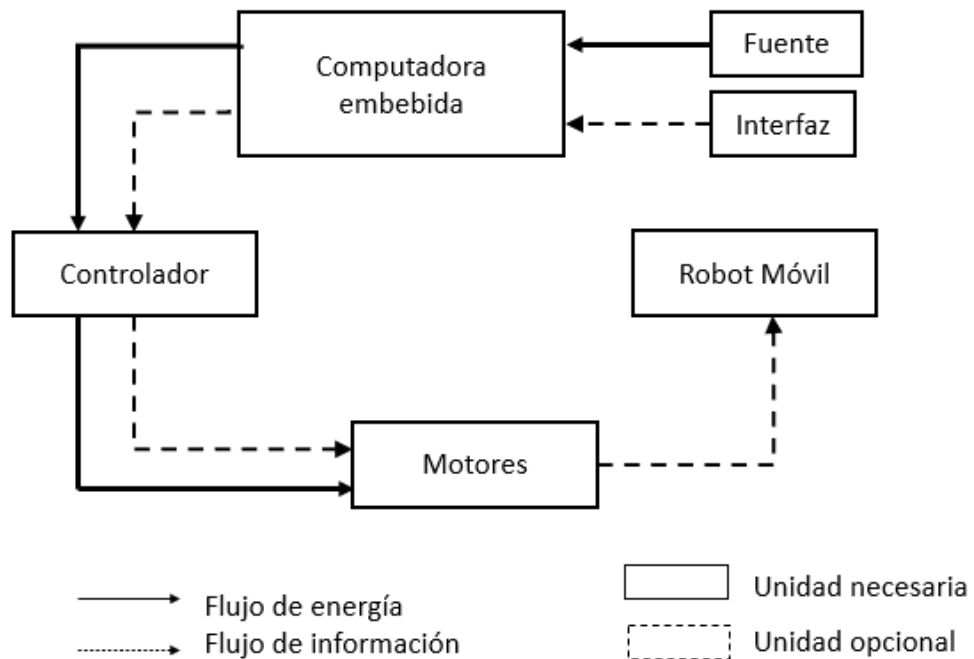 Computadora
embebida
Fuente
Interfaz
Controlador
Robot Móvil
Motores
Flujo de energía
Flujo de información
Unidad necesaria
Unidad opcional